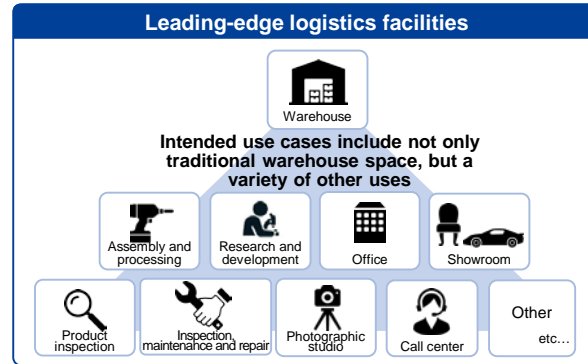 Leading-edge logistics facilities
Warehouse
Intended use cases include not only
traditional warehouse space, but a
variety of other uses
Assembly and
processing
Research and
development
Office
Showroom
Product
inspection
Inspection,
maintenance and repair
Photographic
studio
Call center
Other
etc...